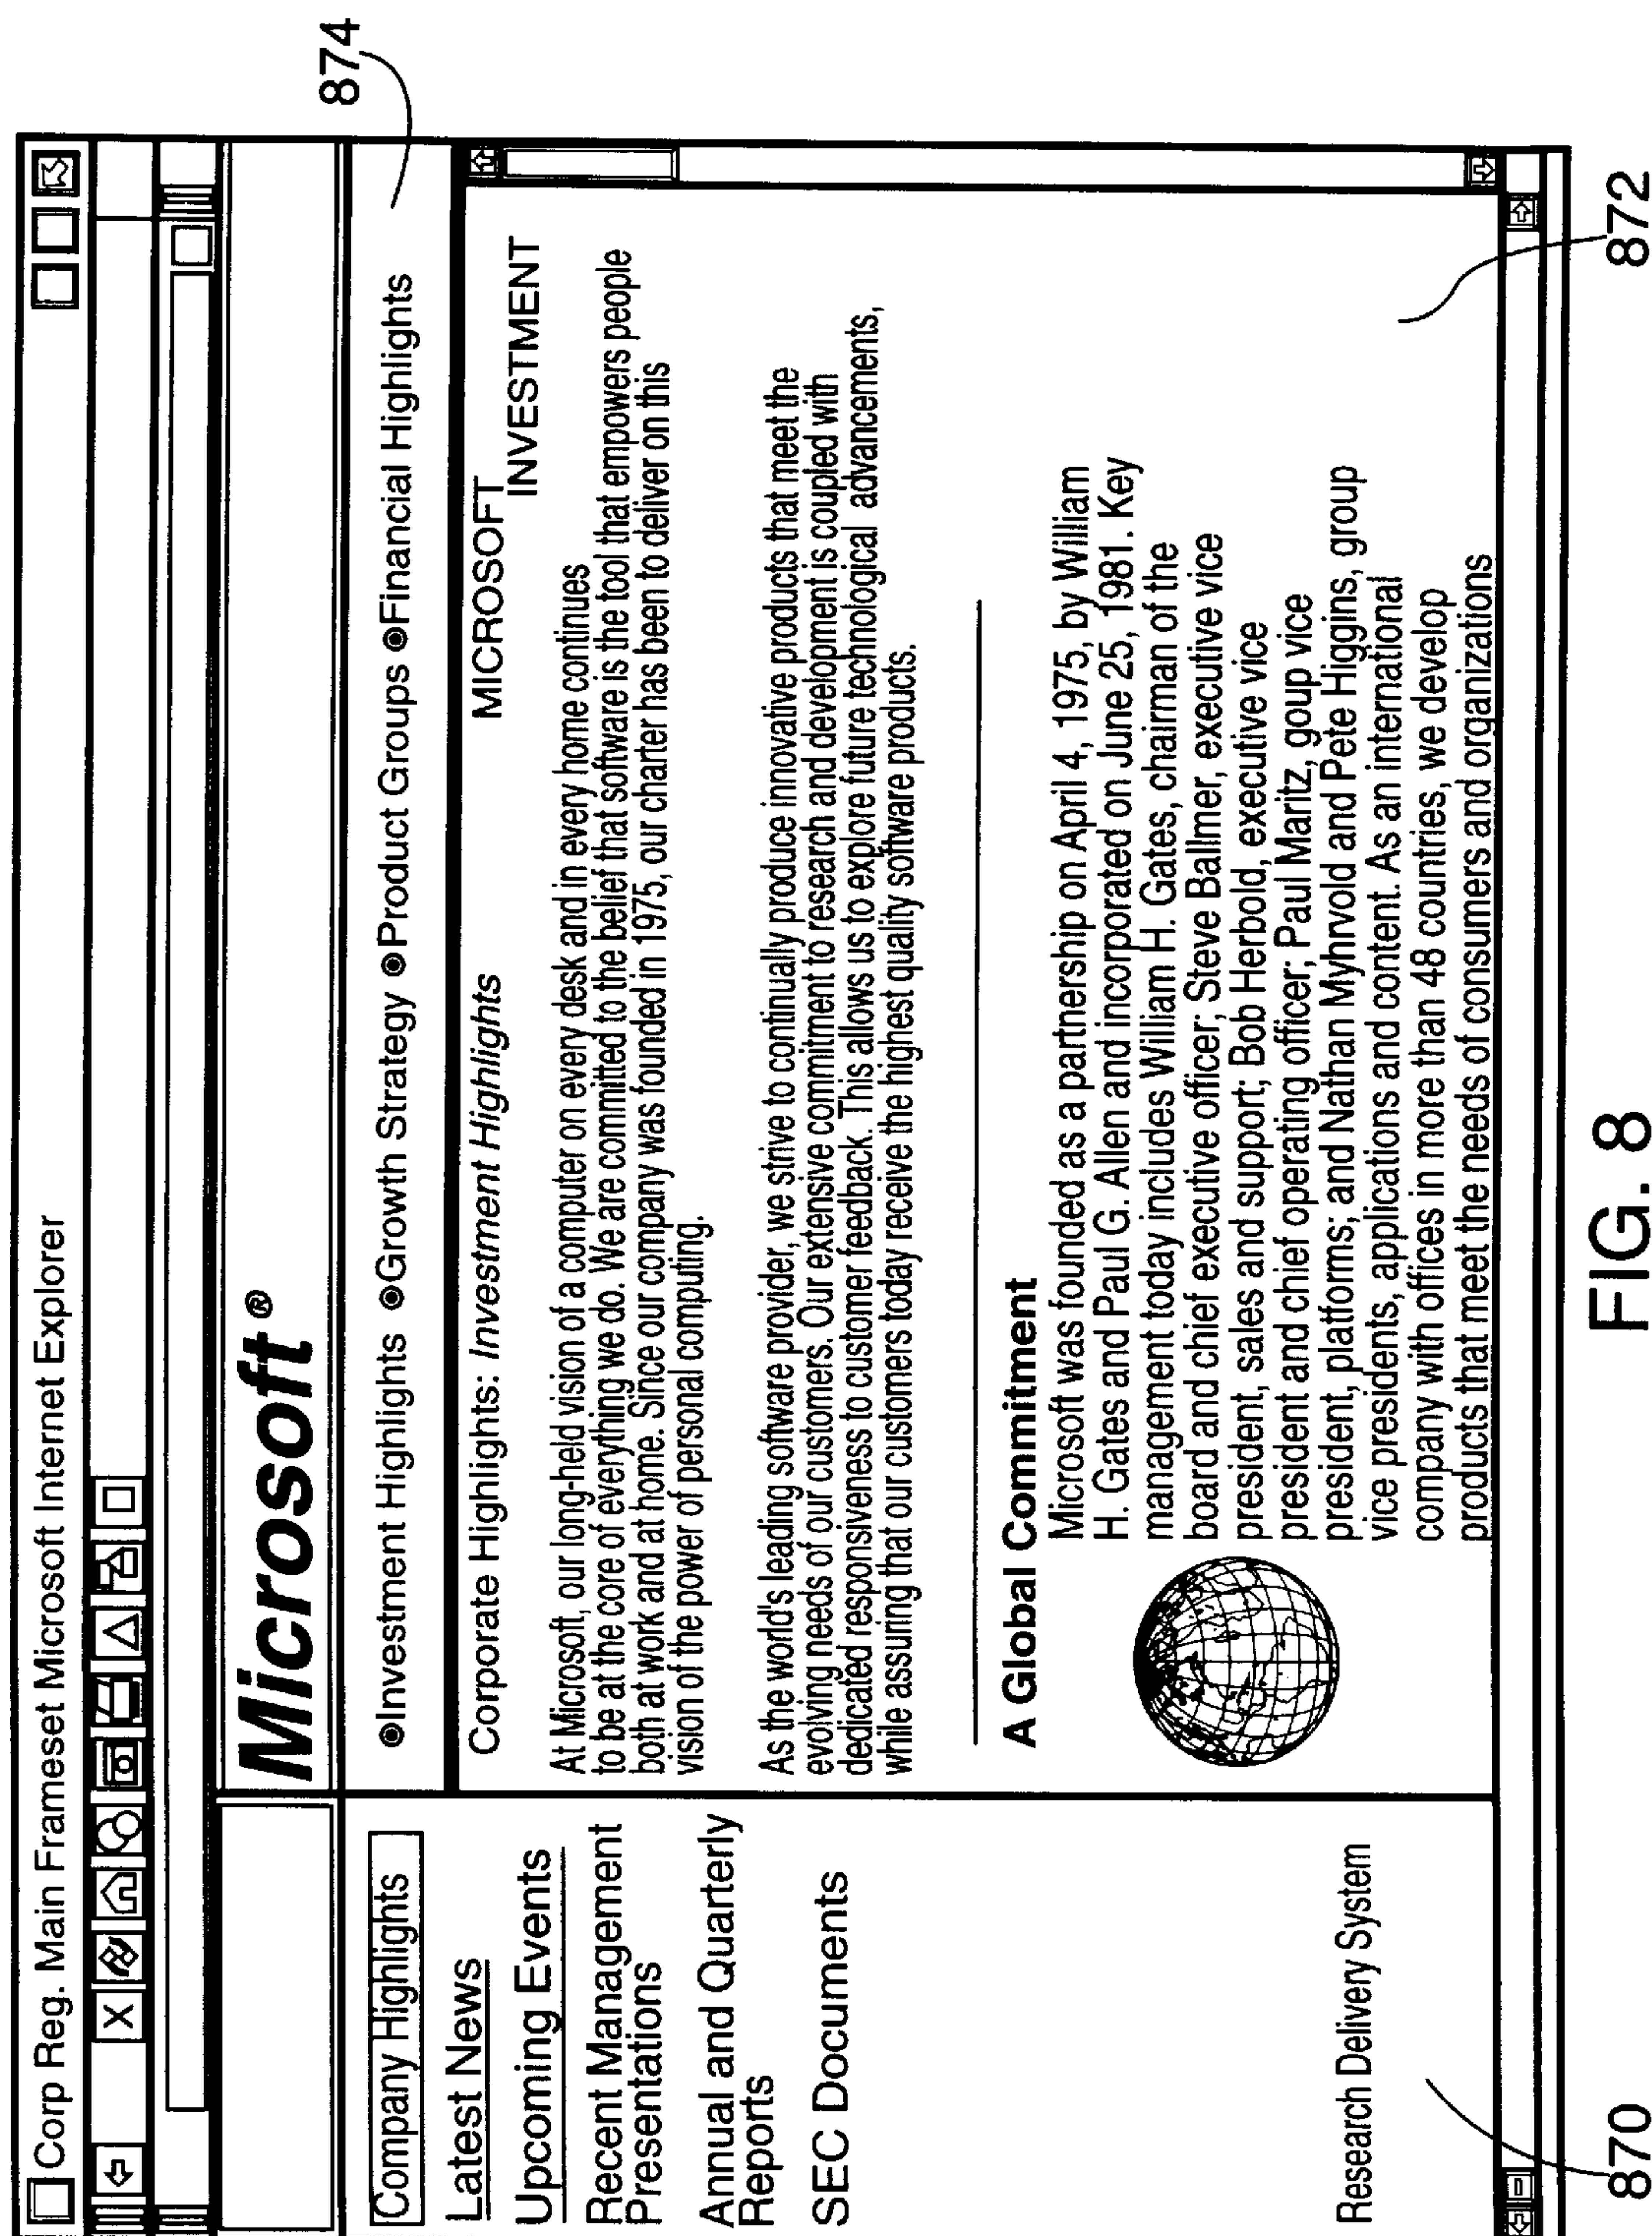 Corp Reg. Main Frameset Microsoft Internet Explorer
X
Microsoft®
Company Highlights
Latest News
Upcoming Events
Recent Management
Presentations
Annual and Quarterly
Reports
SEC Documents
Research Delivery System
Investment Highlights Growth Strategy Product Groups Financial Highlights
Corporate Highlights: Investment Highlights
MICROSOFT
INVESTMENT
At Microsoft, our long-held vision of a computer on every desk and in every home continues
to be at the core of everything we do. We are committed to the belief that software is the tool that empowers people
both at work and at home. Since our company was founded in 1975, our charter has been to deliver on this
vision of the power of personal computing.
As the world's leading software provider, we strive to continually produce innovative products that meet the
evolving needs of our customers. Our extensive commitment to research and development is coupled with
dedicated responsiveness to customer feedback. This allows us to explore future technological advancements,
while assuring that our customers today receive the highest quality software products.
A Global Commitment
Microsoft was founded as a partnership on April 4, 1975, by William
H. Gates and Paul G. Allen and incorporated on June 25, 1981. Key
management today includes William H. Gates, chairman of the
board and chief executive officer; Steve Ballmer, executive vice
president, sales and support; Bob Herbold, executive vice
president and chief operating officer; Paul Maritz, goup vice
president, platforms; and Nathan Myhrvold and Pete Higgins, group
vice presidents, applications and content. As an international
company with offices in more than 48 countries, we develop
products that meet the needs of consumers and organizations
874
872
870
FIG. 8